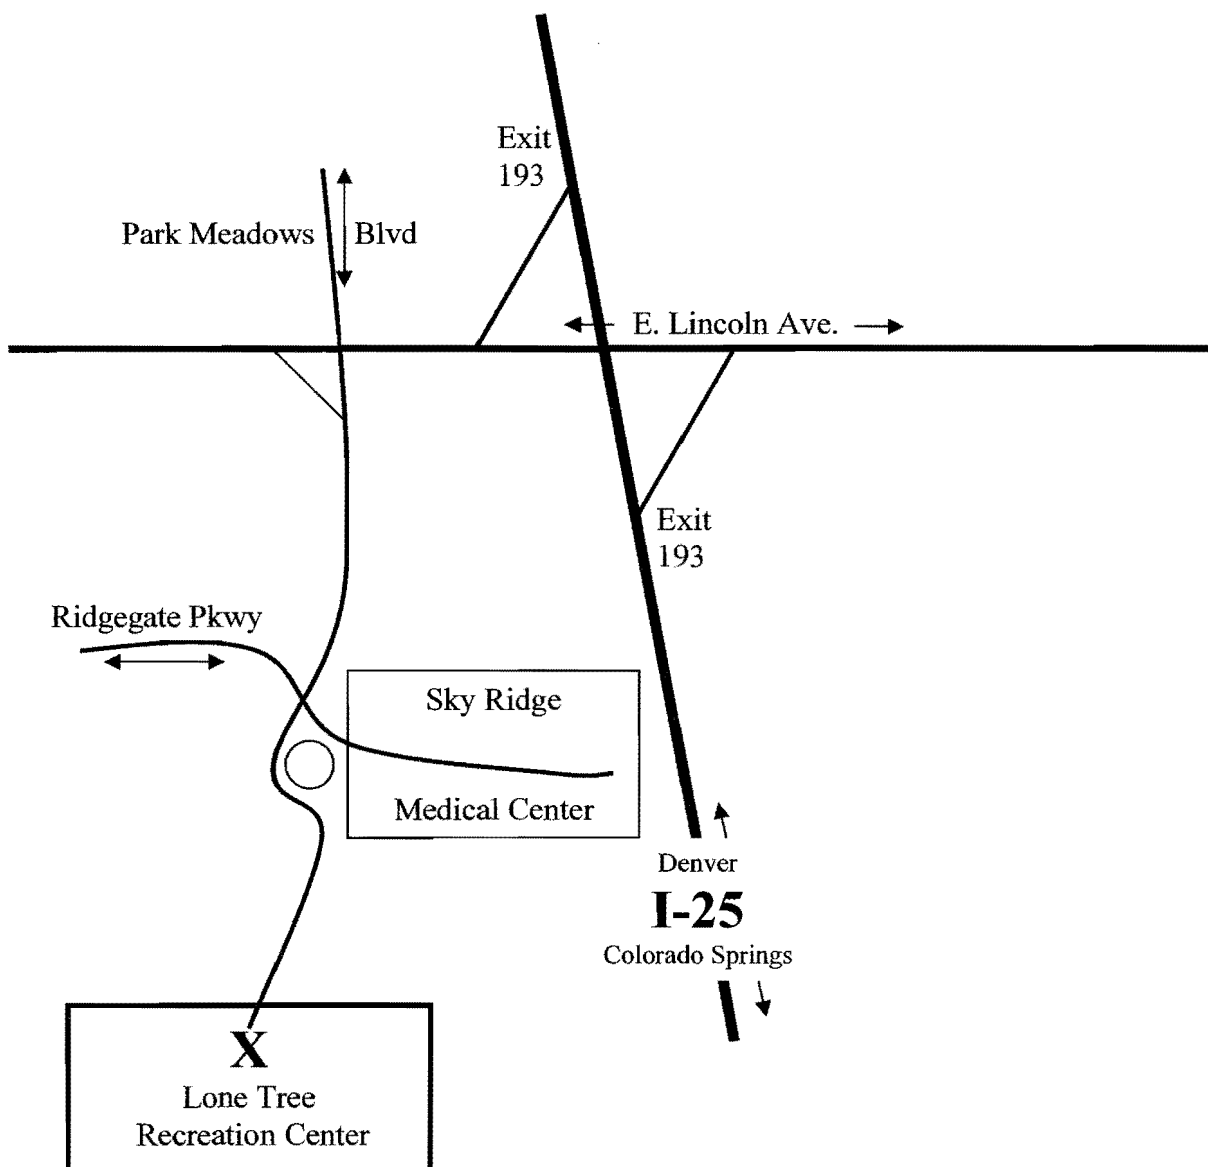 Exit
193
Park Meadows Blvd
E. Lincoln Ave.
Exit
193
Ridgegate Pkwy
Sky Ridge
Medical Center
Denver
I-25
Colorado Springs
X
Lone Tree
Recreation Center